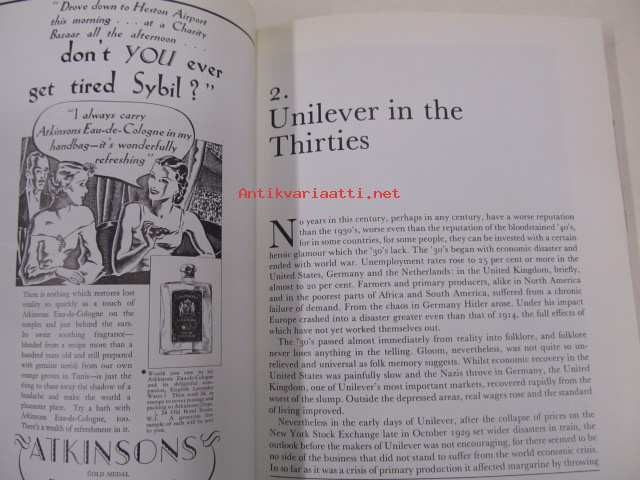 "Drove down to Heston Airport
this morning . . . at a Charity
Bazaar all the afternoon . . .
don't YOU ever
get tired Sybil?"
"I always carry
Atkinsons Eau-de-Cologne in my
handbag—it's wonderfully
refreshing"
There is nothing which restores lost
vitality so quickly as a touch of
Atkinsons Eau-de-Cologne on the
temples and just behind the ears.
Its sweet soothing fragrance—
blended from a recipe more than a
hundred years old and still prepared
with genuine neroli from our own
orange groves in Tunis—is just the
thing to chase away the shadow of a
headache and make the world a
pleasanter place. Try a bath with
Atkinsons Eau-de-Cologne, too.
There's a wealth of refreshment in it.
Would you care to try
Atkinsons Eau-de-Cologne
and its delightful
English Lavender
ATKINSONS
GOLD MEDAL
2.
Unilever in the
Thirties
Antikvariaatti.net
No years in this century, perhaps in any century, have a worse reputation
than the 1930's, worse even than the reputation of the bloodstained '40's,
for in some countries, for some people, they can be invested with a certain
heroic glamour which the '30's lack. The '30's began with economic disaster and
ended with world war. Unemployment rates rose to 25 per cent or more in the
United States, Germany and the Netherlands: in the United Kingdom, briefly,
almost to 20 per cent. Farmers and primary producers, alike in North America
and in the poorest parts of Africa and South America, suffered from a chronic
failure of demand. From the chaos in Germany Hitler arose. Under his impact
Europe crashed into a disaster greater even than that of 1914, the full effects of
which have not yet worked themselves out.
The '30's passed almost immediately from reality into folklore, and folklore
never loses anything in the telling. Gloom, nevertheless, was not quite so un-
relieved and universal as folk memory suggests. Whilst economic recovery in the
United States was painfully slow and the Nazis throve in Germany, the United
Kingdom, one of Unilever's most important markets, recovered rapidly from the
worst of the slump. Outside the depressed areas, real wages rose and the standard
of living improved.
Nevertheless in the early days of Unilever, after the collapse of prices on the
New York Stock Exchange late in October 1929 set wider disasters in train, the
outlook before the makers of Unilever was not encouraging, for there seemed to be
no side of the business that did not stand to suffer from the world economic crisis.
In so far as it was a crisis of primary production it affected margarine by throwing